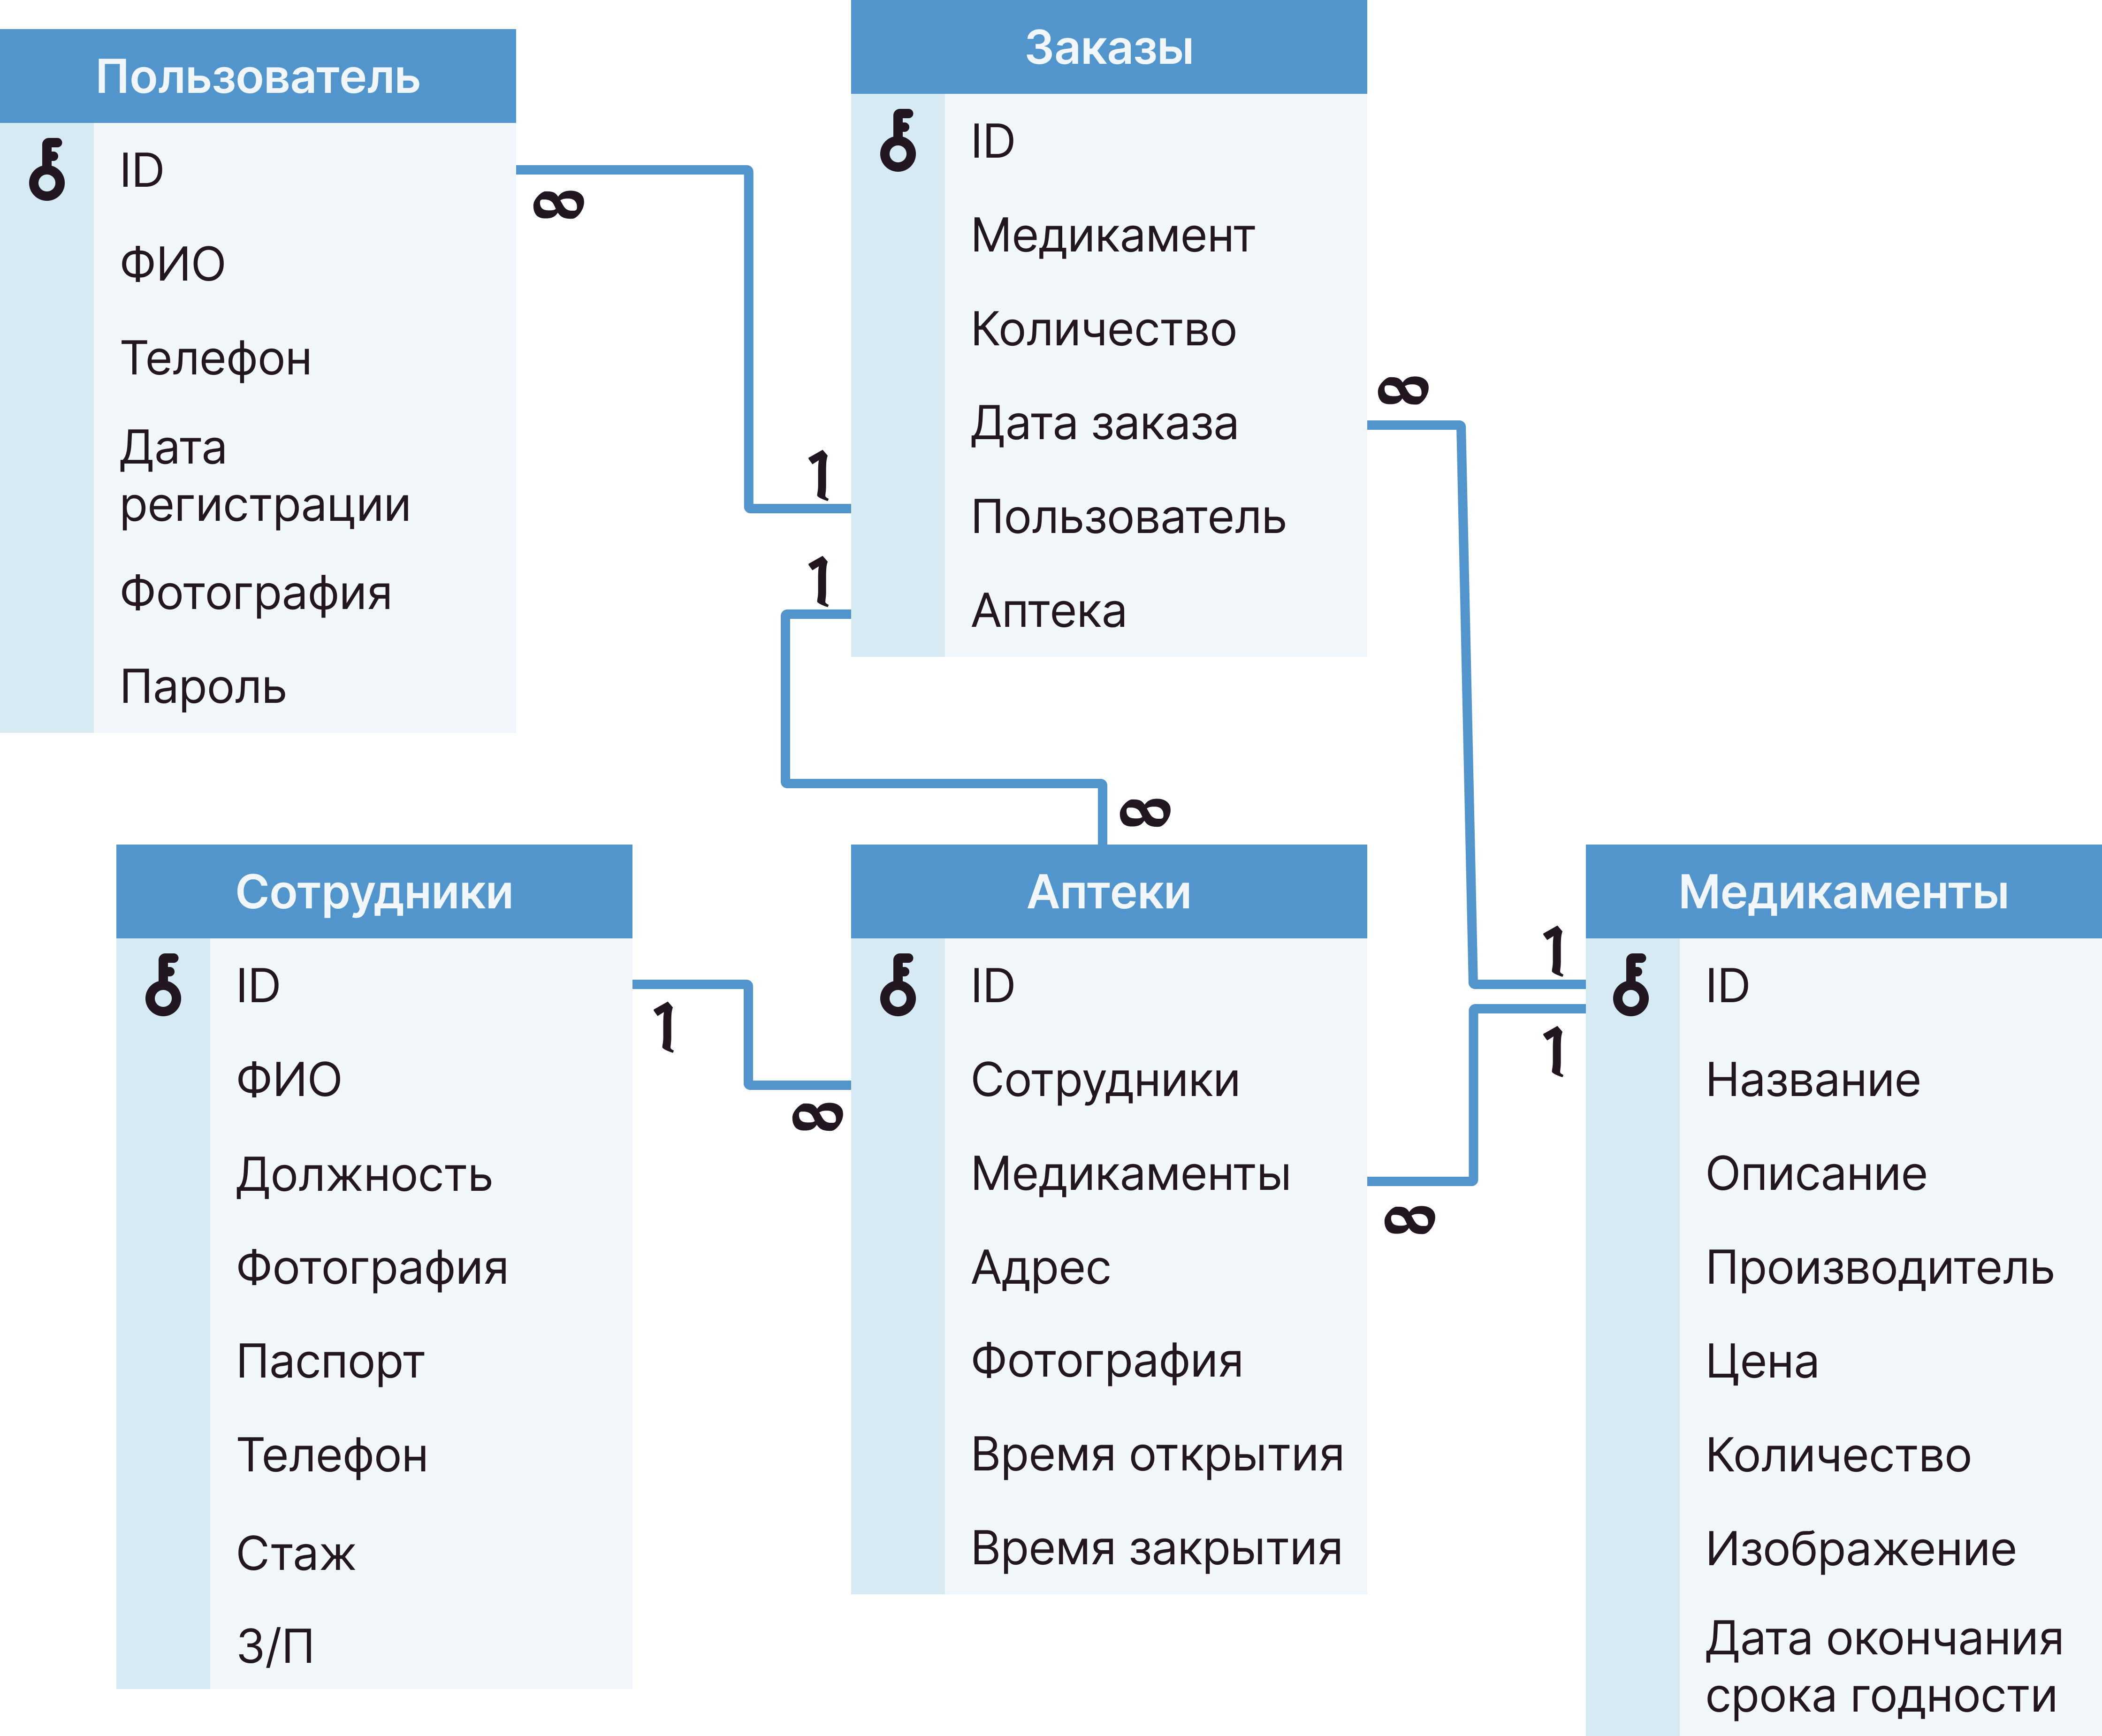 Пользователь
ID
ФИО
Телефон
Дата
регистрации
Фотография
Пароль
∞
1
Заказы
ID
Медикамент
Количество
Дата заказа
Пользователь
Аптека
∞
1
∞
Сотрудники
ID
ФИО
Должность
Фотография
Паспорт
Телефон
Стаж
З/П
1
∞
Аптеки
ID
Сотрудники
Медикаменты
Адрес
Фотография
Время открытия
Время закрытия
∞
1
1
Медикаменты
ID
Название
Описание
Производитель
Цена
Количество
Изображение
Дата окончания
срока годности